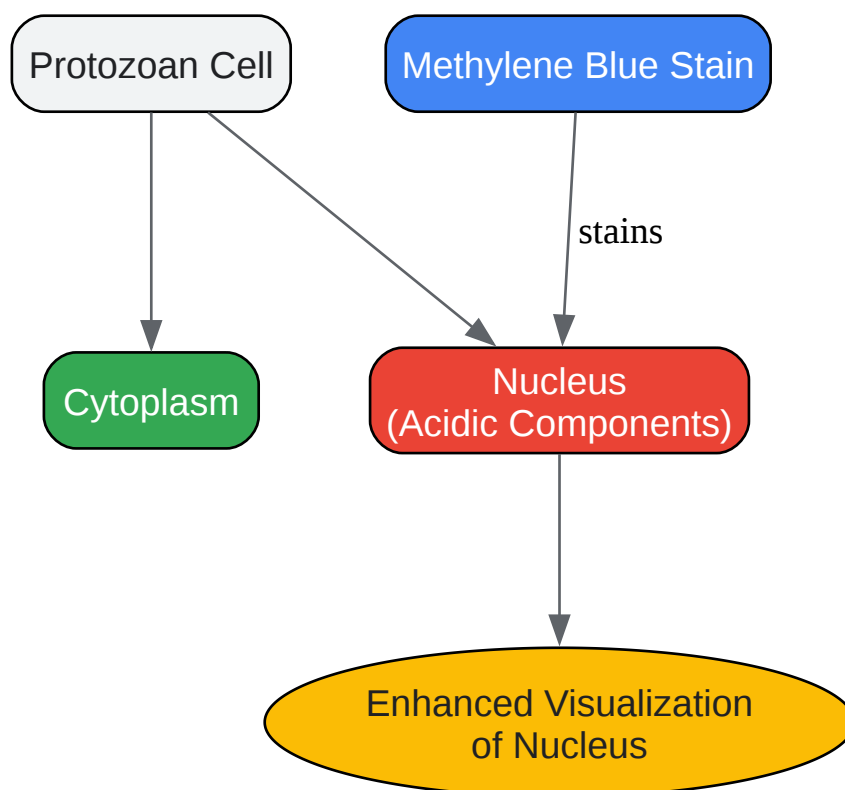 Protozoan Cell
Methylene Blue Stain
stains
Cytoplasm
Nucleus
(Acidic Components)
Enhanced Visualization
of Nucleus